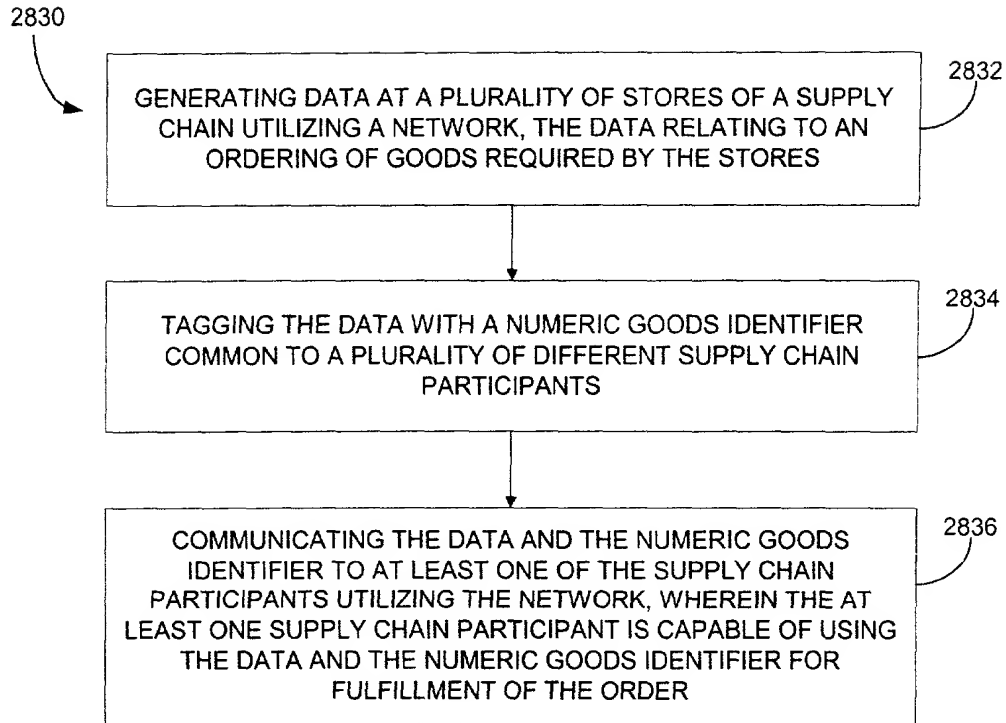 2830
2832
GENERATING DATA AT A PLURALITY OF STORES OF A SUPPLY
CHAIN UTILIZING A NETWORK, THE DATA RELATING TO AN
ORDERING OF GOODS REQUIRED BY THE STORES
2834
TAGGING THE DATA WITH A NUMERIC GOODS IDENTIFIER
COMMON TO A PLURALITY OF DIFFERENT SUPPLY CHAIN
PARTICIPANTS
2836
COMMUNICATING THE DATA AND THE NUMERIC GOODS
IDENTIFIER TO AT LEAST ONE OF THE SUPPLY CHAIN
PARTICIPANTS UTILIZING THE NETWORK, WHEREIN THE AT
LEAST ONE SUPPLY CHAIN PARTICIPANT IS CAPABLE OF USING
THE DATA AND THE NUMERIC GOODS IDENTIFIER FOR
FULFILLMENT OF THE ORDER